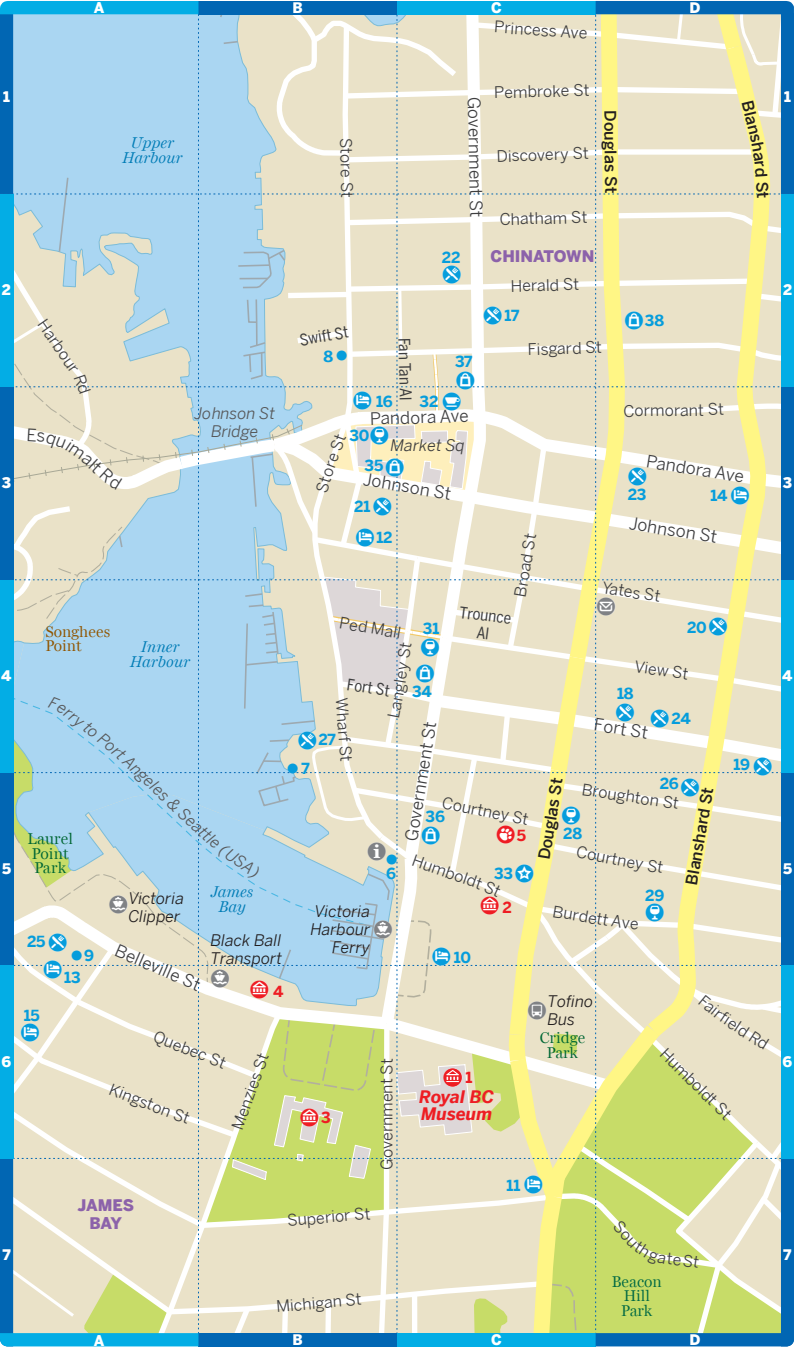 A
B
C
D
Princess Ave
Pembroke St
1
1
Government St
Douglas St
Blanshard St
Upper
Harbour
Store St
Discovery St
Chatham St
22
CHINATOWN
2
Herald St
2
17
38
Harbour Rd
Swift St
8
Fan Tan Al
Fisgard St
37
16
32
Johnson St
Bridge
Pandora Ave
Cormorant St
30
Market Sq
Esquimalt Rd
Store St
35
Pandora Ave
3
Johnson St
23
14
3
21
Johnson St
12
Broad St
Yates St
Trounce
Al
Songhees
Point
Inner
Harbour
Ped Mall
31
20
4
Langley St
View St
4
34
Fort St
18
24
Fort St
Ferry to Port Angeles & Seattle (USA)
27
Wharf St
Government St
7
19
26
Broughton St
Douglas St
Blanshard St
Courtney St
36
5
28
Laurel
Point
Park
Courtney St
5
6
Humboldt St
33
5
James
Bay
2
29
Victoria
Clipper
Victoria
Harbour
Ferry
Burdett Ave
25
9
Black Ball
Transport
10
13
Belleville St
4
Tofino
Bus
Fairfield Rd
15
Cridge
Park
6
Quebec St
6
Menzies St
Government St
1
Royal BC
Museum
Humboldt St
Kingston St
3
11
JAMES
BAY
Superior St
Southgate St
7
7
Beacon
Hill
Park
Michigan St
A
B
C
D